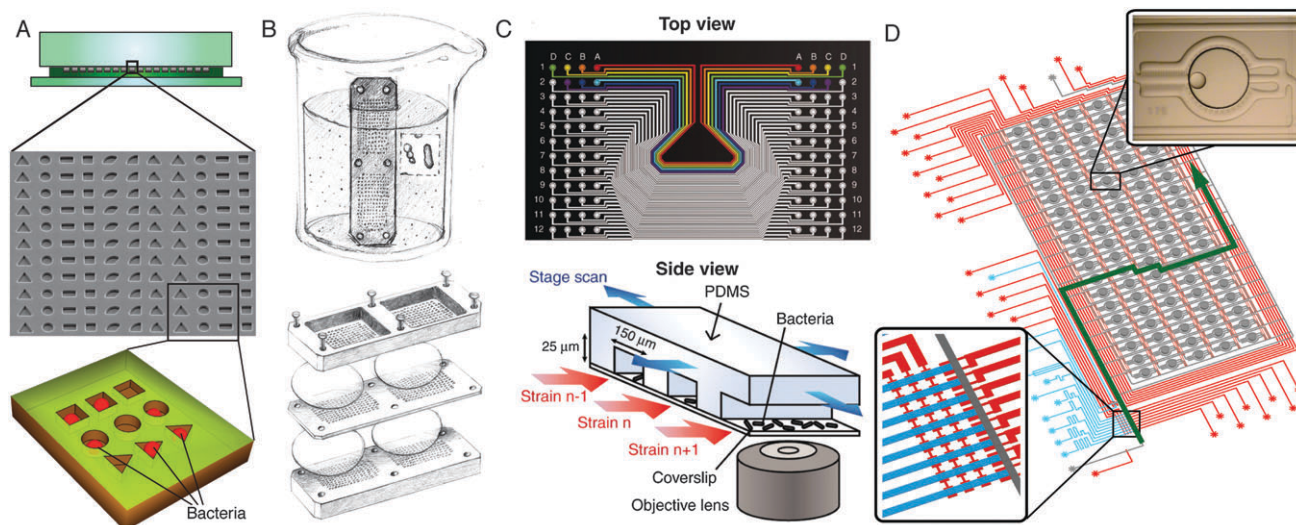 A
Bacteria
B
C
Top view
D C B A
A B C D
1
2
3
4
5
6
7
8
9
10
11
12
1
2
3
4
5
6
7
8
9
10
11
12
Side view
Stage scan
PDMS
Bacteria
150 µm
25 µm
Strain n-1
Strain n
Strain n+1
Coverslip
Objective lens
D